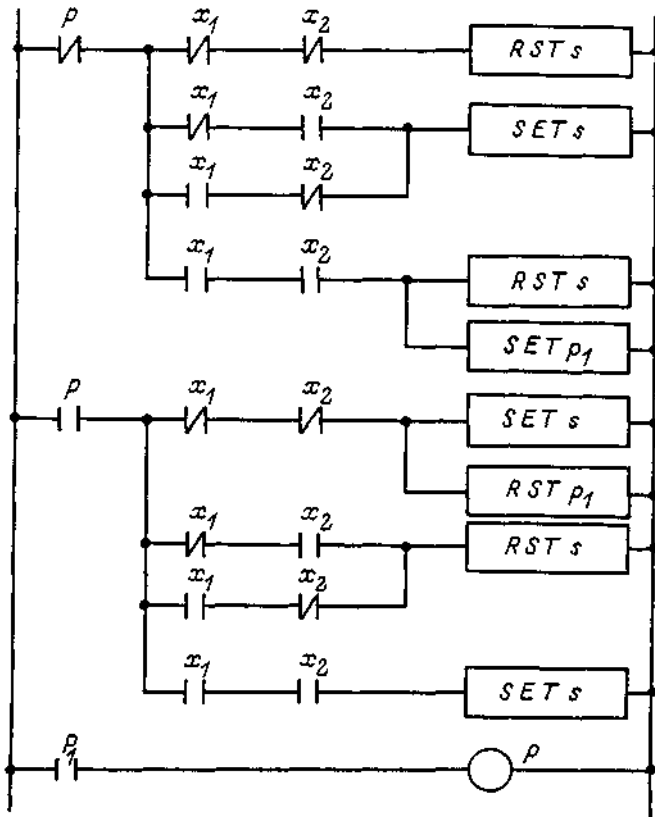 p x₁ x₂ RST s
x₁ x₂ SET s
x₁ x₂
x₁ x₂ RST s
SET p₁
p x₁ x₂ SET s
RST p₁
x₁ x₂ RST s
x₁ x₂
x₁ x₂ SET s
p₁ p